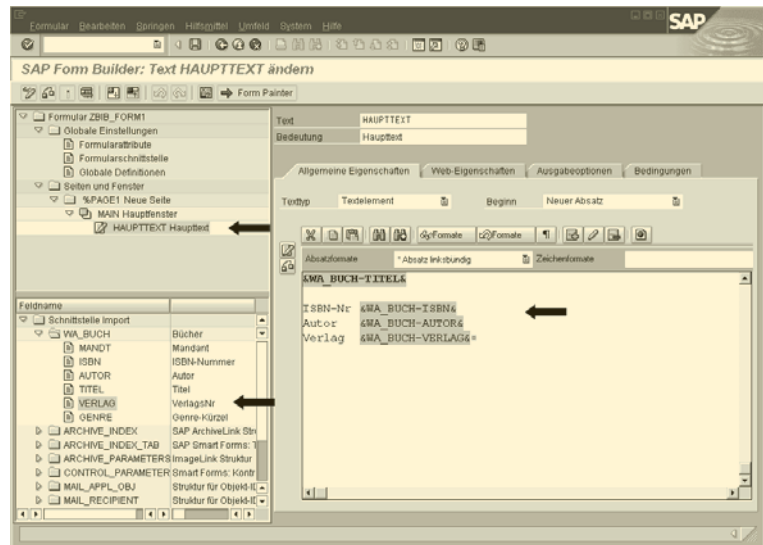 Formular Bearbeiten Springen Hilfsmittel Umfeld System Hilfe
SAP
SAP Form Builder: Text HAUPTTEXT ändern
Form Painter
Formular ZBIB_FORM1
Globale Einstellungen
Formularattribute
Formularschnittstelle
Globale Definitionen
Seiten und Fenster
%PAGE1 Neue Seite
MAIN Hauptfenster
HAUPTTEXT Haupttext
Feldname
Schnittstelle Import
WA_BUCH Bücher
MANDT Mandant
ISBN ISBN-Nummer
AUTOR Autor
TITEL Titel
VERLAG VerlagsNr
GENRE Genre-Kürzel
ARCHIVE_INDEX SAP ArchiveLink Stru
ARCHIVE_INDEX_TAB SAP Smart Forms: T
ARCHIVE_PARAMETERS ImageLink Struktur
CONTROL_PARAMETER Smart Forms: Kontr
MAIL_APPL_OBJ Struktur für Objekt-ID
MAIL_RECIPIENT Struktur für Objekt-ID
Text HAUPTTEXT
Bedeutung Haupttext
Allgemeine Eigenschaften Web-Eigenschaften Ausgabeoptionen Bedingungen
Texttyp Textelement Beginn Neuer Absatz
Formate Formate
Absatzformate * Absatz linksbündig Zeichenformate
&WA_BUCH-TITEL&
ISBN-Nr &WA_BUCH-ISBN&
Autor &WA_BUCH-AUTOR&
Verlag &WA_BUCH-VERLAG&